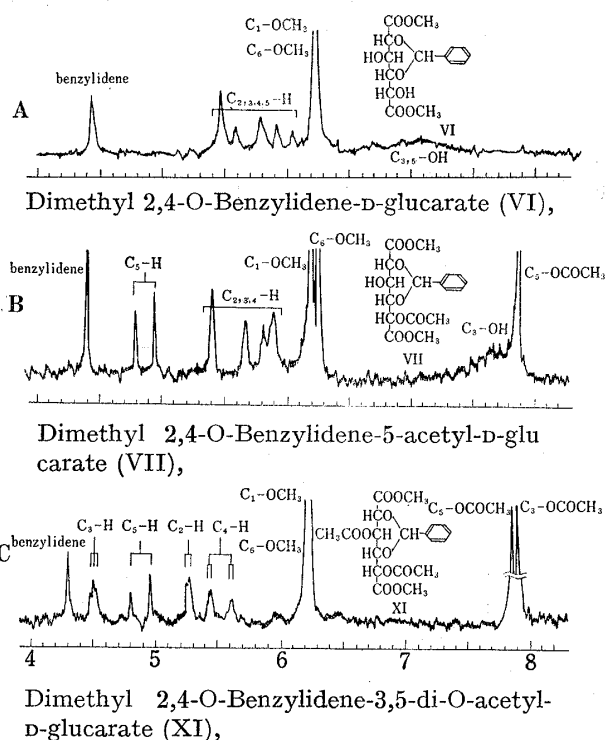 A
benzylidene
C₂,₃,₄,₅-H
C₁-OCH₃
C₆-OCH₃
COOCH₃
HCO
HOCH CH
HCO
HCOH
COOCH₃
VI
C₃,₅-OH
Dimethyl 2,4-O-Benzylidene-D-glucarate (VI),
B
benzylidene
C₅-H
C₂,₃,₄-H
C₁-OCH₃
C₆-OCH₃
COOCH₃
HCO
HOCH CH
HCO
HCOCOCH₃
COOCH₃
VII
C₃-OH
C₅-OCOCH₃
Dimethyl 2,4-O-Benzylidene-5-acetyl-D-glu
carate (VII),
C
benzylidene
C₃-H C₅-H C₂-H C₄-H
C₁-OCH₃
C₆-OCH₃
COOCH₃
HCO
CH₃COOCH CH
HCO
HCOCOCH₃
COOCH₃
XI
C₅-OCOCH₃ C₃-OCOCH₃
4 5 6 7 8
Dimethyl 2,4-O-Benzylidene-3,5-di-O-acetyl-
D-glucarate (XI),